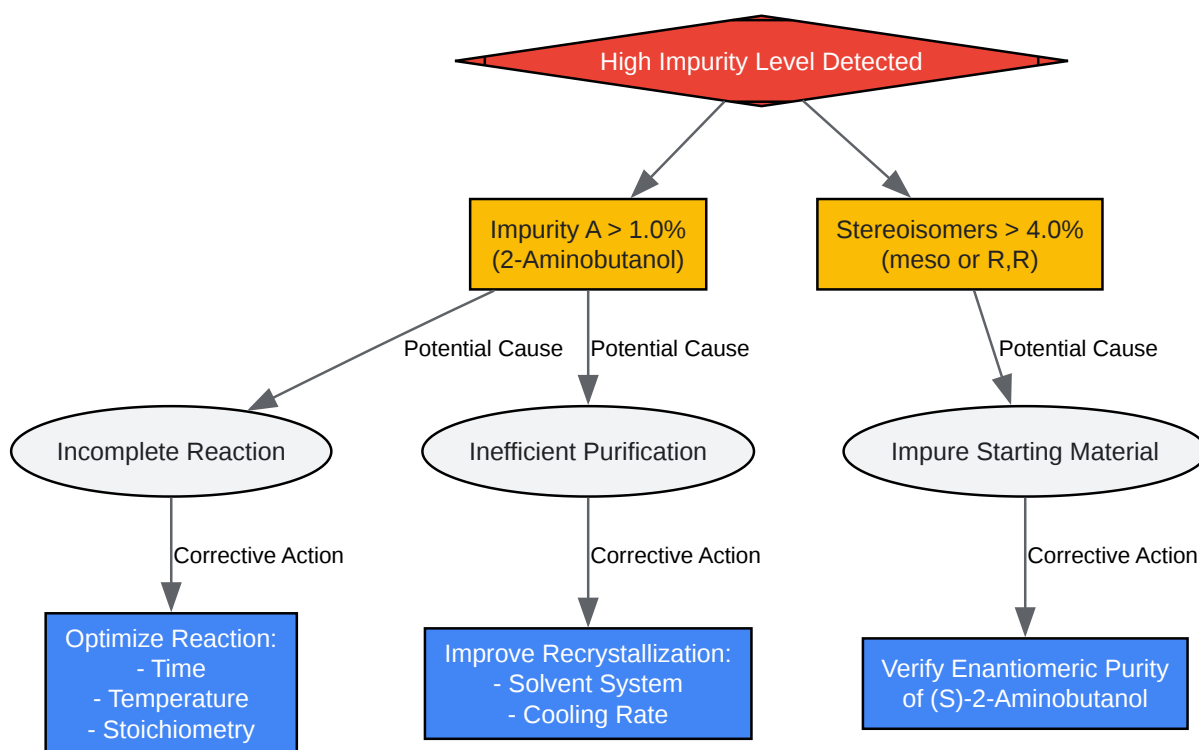 High Impurity Level Detected
Impurity A > 1.0%
(2-Aminobutanol)
Stereoisomers > 4.0%
(meso or R,R)
Potential Cause
Potential Cause
Potential Cause
Incomplete Reaction
Inefficient Purification
Impure Starting Material
Corrective Action
Corrective Action
Corrective Action
Optimize Reaction:
- Time
- Temperature
- Stoichiometry
Improve Recrystallization:
- Solvent System
- Cooling Rate
Verify Enantiomeric Purity
of (S)-2-Aminobutanol